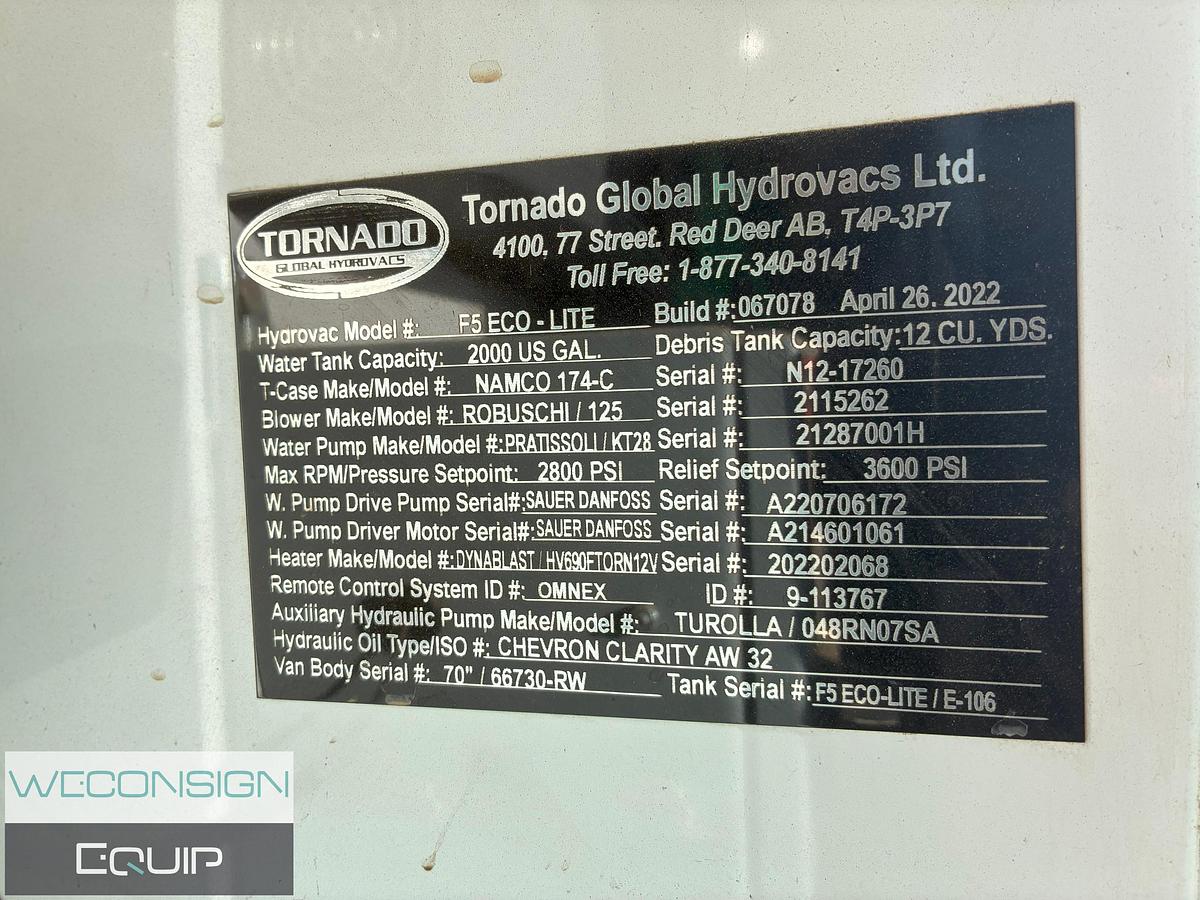 TORNADO
GLOBAL HYDROVACS
Tornado Global Hydrovacs Ltd.
4100, 77 Street. Red Deer AB, T4P-3P7
Toll Free: 1-877-340-8141
Hydrovac Model #: F5 ECO - LITE Build #: 067078 April 26. 2022
Water Tank Capacity: 2000 US GAL. Debris Tank Capacity: 12 CU. YDS.
T-Case Make/Model #: NAMCO 174-C Serial #: N12-17260
Blower Make/Model #: ROBUSCHI / 125 Serial #: 2115262
Water Pump Make/Model #: PRATISSOLI / KT28 Serial #: 21287001H
Max RPM/Pressure Setpoint: 2800 PSI Relief Setpoint: 3600 PSI
W. Pump Drive Pump Serial#: SAUER DANFOSS Serial #: A220706172
W. Pump Driver Motor Serial#: SAUER DANFOSS Serial #: A214601061
Heater Make/Model #: DYNABLAST / HV690FTORN12V Serial #: 202202068
Remote Control System ID #: OMNEX ID #: 9-113767
Auxiliary Hydraulic Pump Make/Model #: TUROLLA / 048RN07SA
Hydraulic Oil Type/ISO #: CHEVRON CLARITY AW 32
Van Body Serial #: 70" / 66730-RW Tank Serial #: F5 ECO-LITE / E-106
WECONSIGN
EQUIP